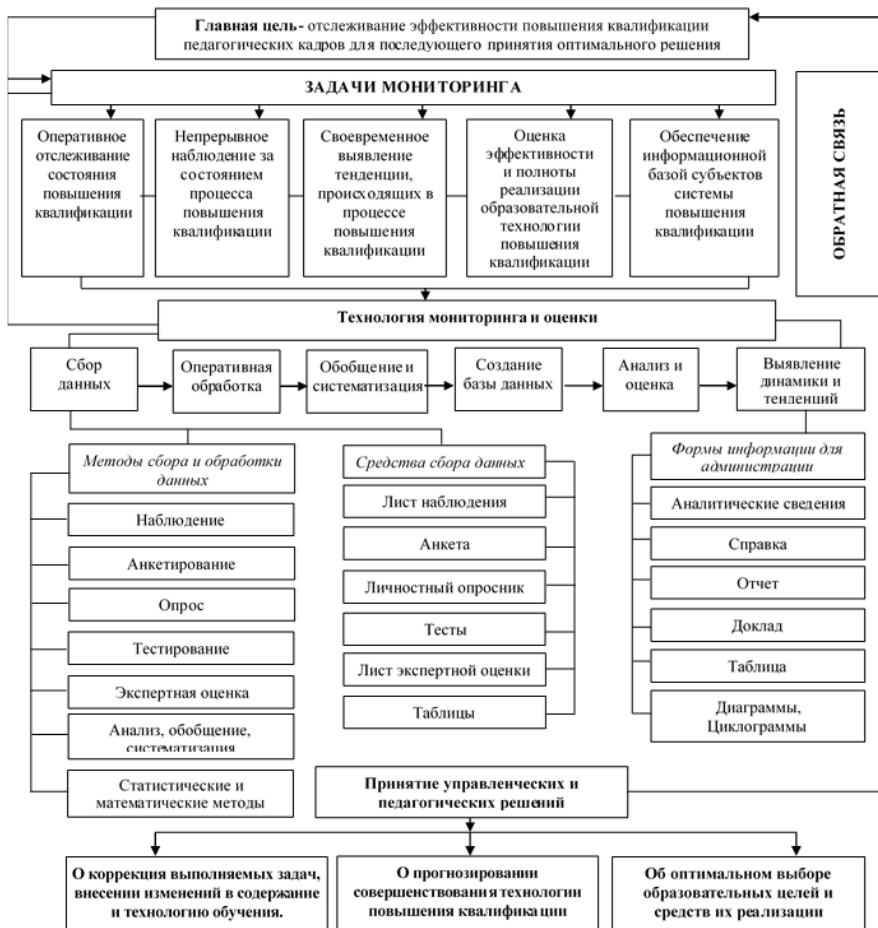 Главная цель - отслеживание эффективности повышения квалификации
педагогических кадров для последующего принятия оптимального решения
ЗАДАЧИ МОНИТОРИНГА
ОБРАТНАЯ СВЯЗЬ
Оперативное
отслеживание
состояния
повышения
квалификации
Непрерывное
наблюдение за
состоянием
процесса
повышения
квалификации
Своевременное
выявление
тенденции,
происходящих в
процессе
повышения
квалификации
Оценка
эффективности
и полноты
реализации
образовательной
технологии
повышения
квалификации
Обеспечение
информационной
базой субъектов
системы
повышения
квалификации
Технология мониторинга и оценки
Сбор
данных
Оперативная
обработка
Обобщение и
систематизация
Создание
базы данных
Анализ и
оценка
Выявление
динамики и
тенденций
Методы сбора и обработки
данных
Наблюдение
Анкетирование
Опрос
Тестирование
Экспертная оценка
Анализ, обобщение,
систематизация
Статистические и
математические методы
Средства сбора данных
Лист наблюдения
Анкета
Личностный опросник
Тесты
Лист экспертной оценки
Таблицы
Формы информации для
администрации
Аналитические сведения
Справка
Отчет
Доклад
Таблица
Диаграммы,
Циклограммы
Принятие управленческих и
педагогических решений
О коррекция выполняемых задач,
внесении изменений в содержание
и технологию обучения.
О прогнозировании
совершенствования технологии
повышения квалификации
Об оптимальном выборе
образовательных целей и
средств их реализации